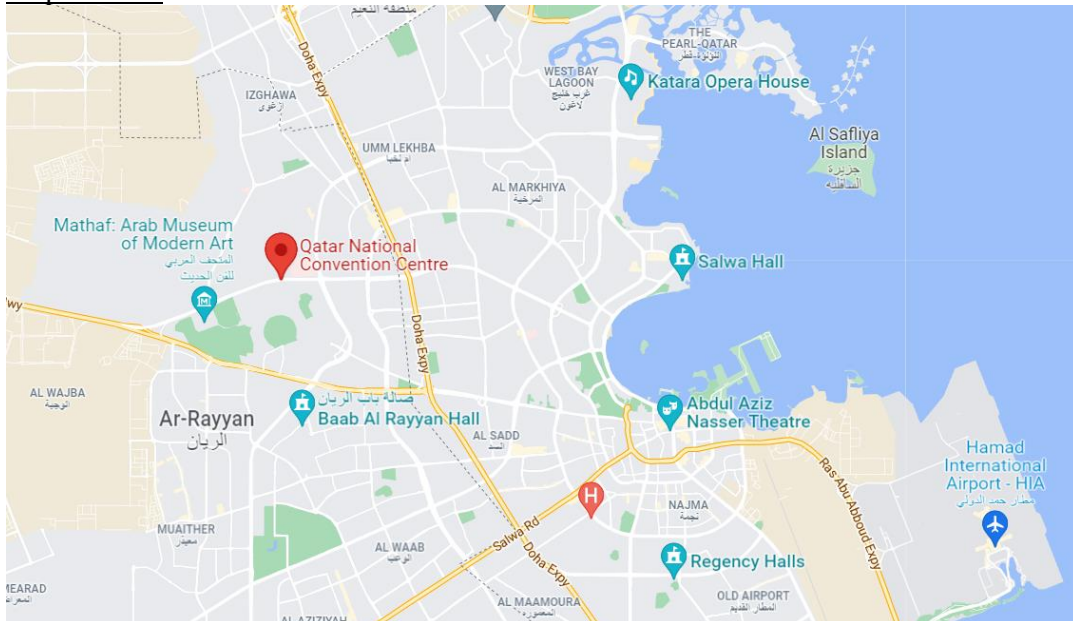 منطقة النعيم
Doha Expy
THE
PEARL-QATAR
اللؤلؤة-قطر
WEST BAY
LAGOON
غرب خليج
لاغون
Katara Opera House
IZGHAWA
ازغوى
UMM LEKHBA
ام لخبا
Al Safliya
Island
جزيرة
السافلية
AL MARKHIYA
المرخية
Mathaf: Arab Museum
of Modern Art
المتحف العربي
للفن الحديث
Qatar National
Convention Centre
Salwa Hall
wy
Doha Expy
AL WAJBA
الوجبة
Ar-Rayyan
الريان
صالة باب الريان
Baab Al Rayyan Hall
Abdul Aziz
Nasser Theatre
AL SADD
السد
Hamad
International
Airport - HIA
مطار حمد الدولي
Ras Abu Abboud Expy
H
NAJMA
نجمة
MUAITHER
معيذر
Salwa Rd
AL WAAB
الوعب
Doha Expy
Regency Halls
MEARAD
المعراض
OLD AIRPORT
المطار القديم
AL MAAMOURA
المعمورة
AL AZIZIYAH